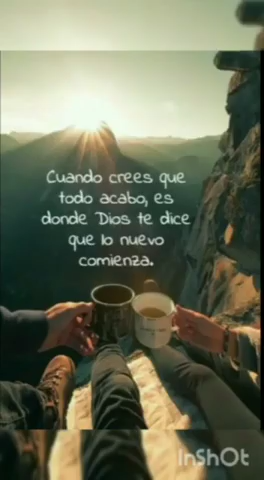 Cuando crees que
todo acabo, es
donde Dios te dice
que lo nuevo
comienza.
InShOt